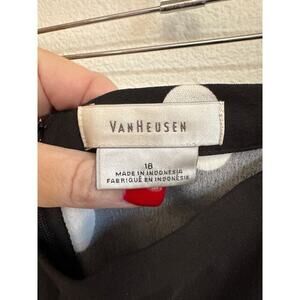 VANHEUSEN
18
MADE IN INDONESIA
FABRIQUÉ EN INDONÉSIE